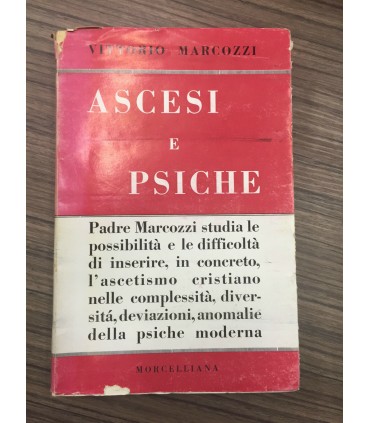 VITTORIO MARCOZZI
ASCESI
E
PSICHE
Padre Marcozzi studia le
possibilità e le difficoltà
di inserire, in concreto,
l'ascetismo cristiano
nelle complessità, diver-
sitá, deviazioni, anomalie
della psiche moderna
MORCELLIANA